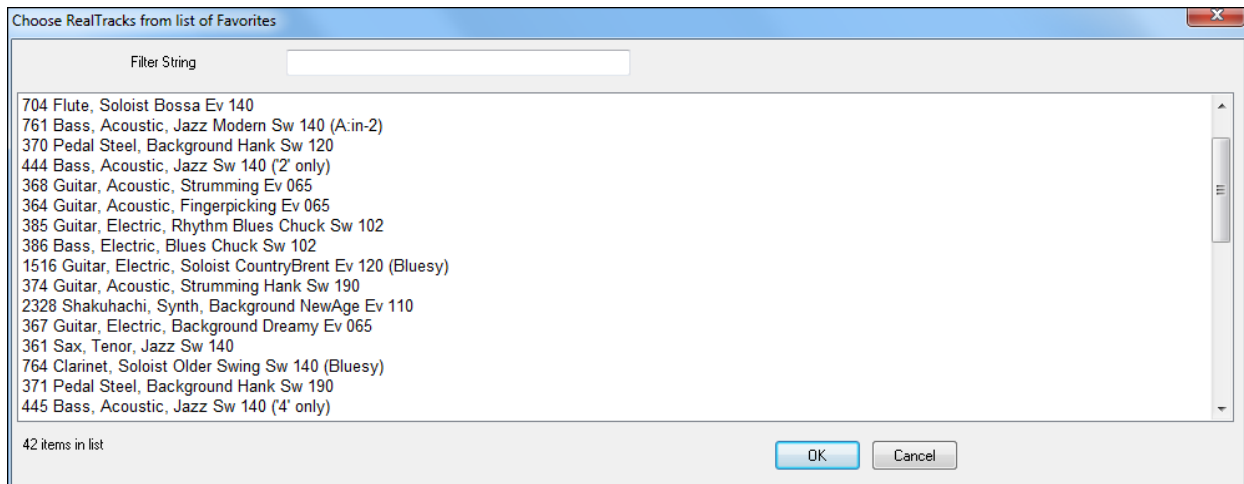 Choose RealTracks from list of Favorites
Filter String
704 Flute, Soloist Bossa Ev 140
761 Bass, Acoustic, Jazz Modern Sw 140 (A:in-2)
370 Pedal Steel, Background Hank Sw 120
444 Bass, Acoustic, Jazz Sw 140 ('2' only)
368 Guitar, Acoustic, Strumming Ev 065
364 Guitar, Acoustic, Fingerpicking Ev 065
385 Guitar, Electric, Rhythm Blues Chuck Sw 102
386 Bass, Electric, Blues Chuck Sw 102
1516 Guitar, Electric, Soloist CountryBrent Ev 120 (Bluesy)
374 Guitar, Acoustic, Strumming Hank Sw 190
2328 Shakuhachi, Synth, Background NewAge Ev 110
367 Guitar, Electric, Background Dreamy Ev 065
361 Sax, Tenor, Jazz Sw 140
764 Clarinet, Soloist Older Swing Sw 140 (Bluesy)
371 Pedal Steel, Background Hank Sw 190
445 Bass, Acoustic, Jazz Sw 140 ('4' only)
42 items in list
OK Cancel